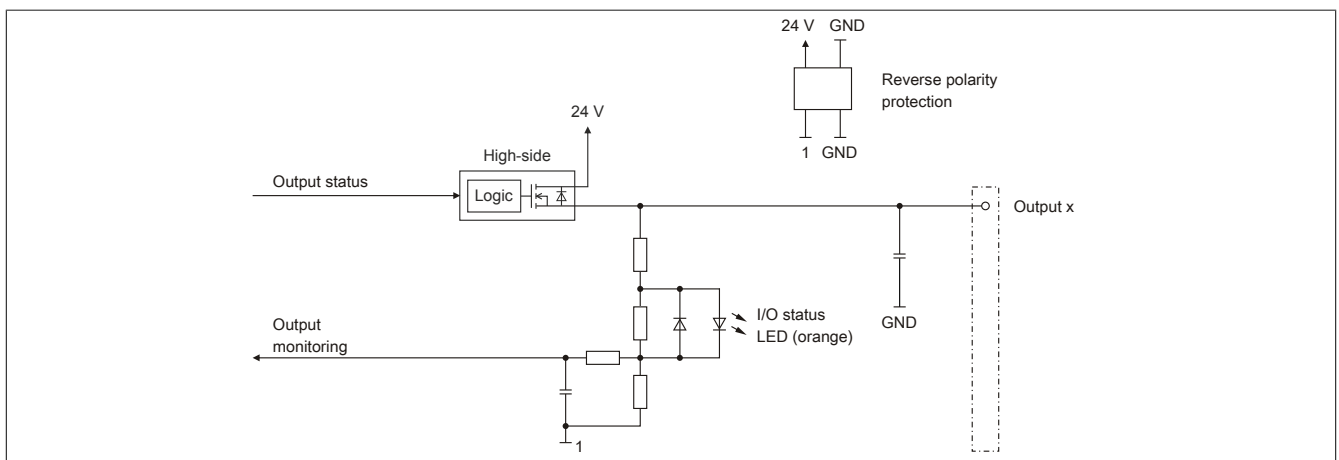 24 V GND
Reverse polarity
protection
1 GND
24 V
High-side
Output status
Logic
Output x
I/O status
LED (orange)
GND
Output
monitoring
1